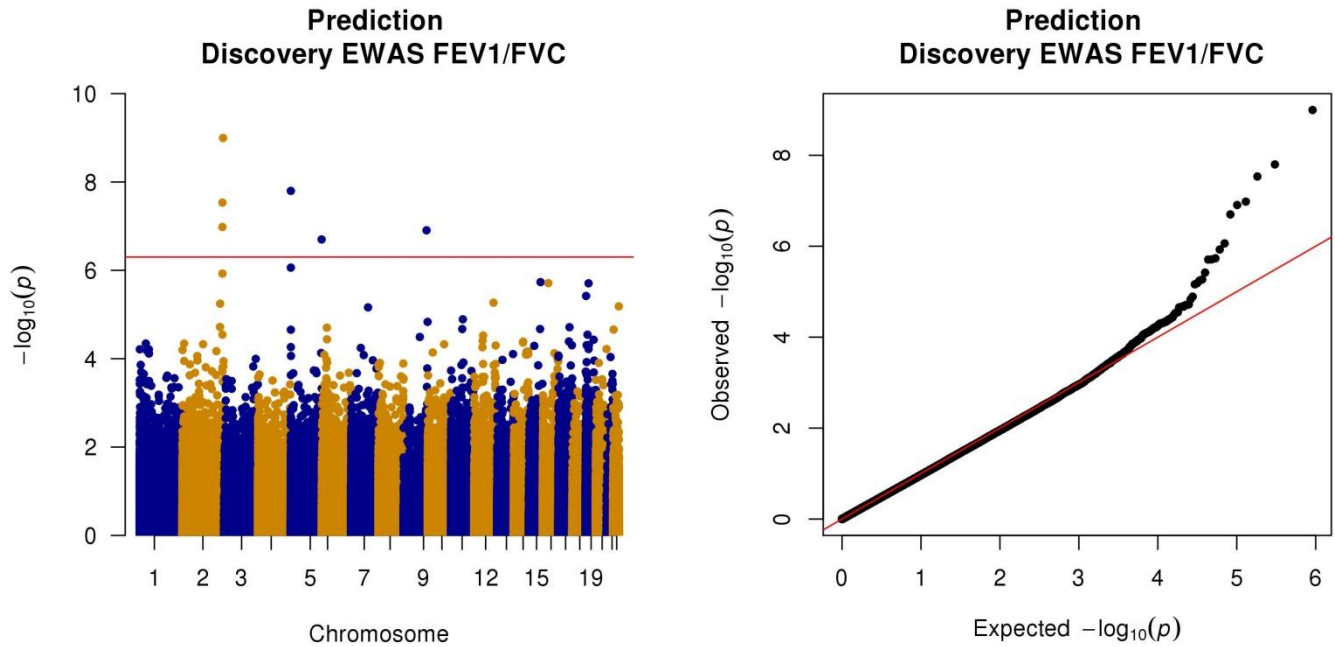 Prediction
Discovery EWAS FEV1/FVC
10
8
6
4
2
0
−log₁₀(p)
1 2 3 5 7 9 12 15 19
Chromosome
Prediction
Discovery EWAS FEV1/FVC
8
6
4
2
0
Observed −log₁₀(p)
0 1 2 3 4 5 6
Expected −log₁₀(p)